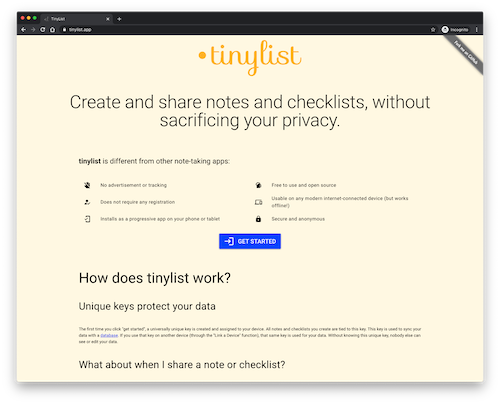 TinyList
tinylist.app
Incognito
Fork me on GitHub
tinylist
Create and share notes and checklists, without
sacrificing your privacy.
tinylist is different from other note-taking apps:
No advertisement or tracking
Free to use and open source
Does not require any registration
Usable on any modern internet-connected device (but works
offline!)
Installs as a progressive app on your phone or tablet
Secure and anonymous
GET STARTED
How does tinylist work?
Unique keys protect your data
The first time you click "get started", a universally unique key is created and assigned to your device. All notes and checklists you create are tied to this key. This key is used to sync
your data with a database. If you use that key on another device (through the "Link a Device" function), that same key is used for your data. Without knowing this unique key, nobody else can
see or edit your data.
What about when I share a note or checklist?